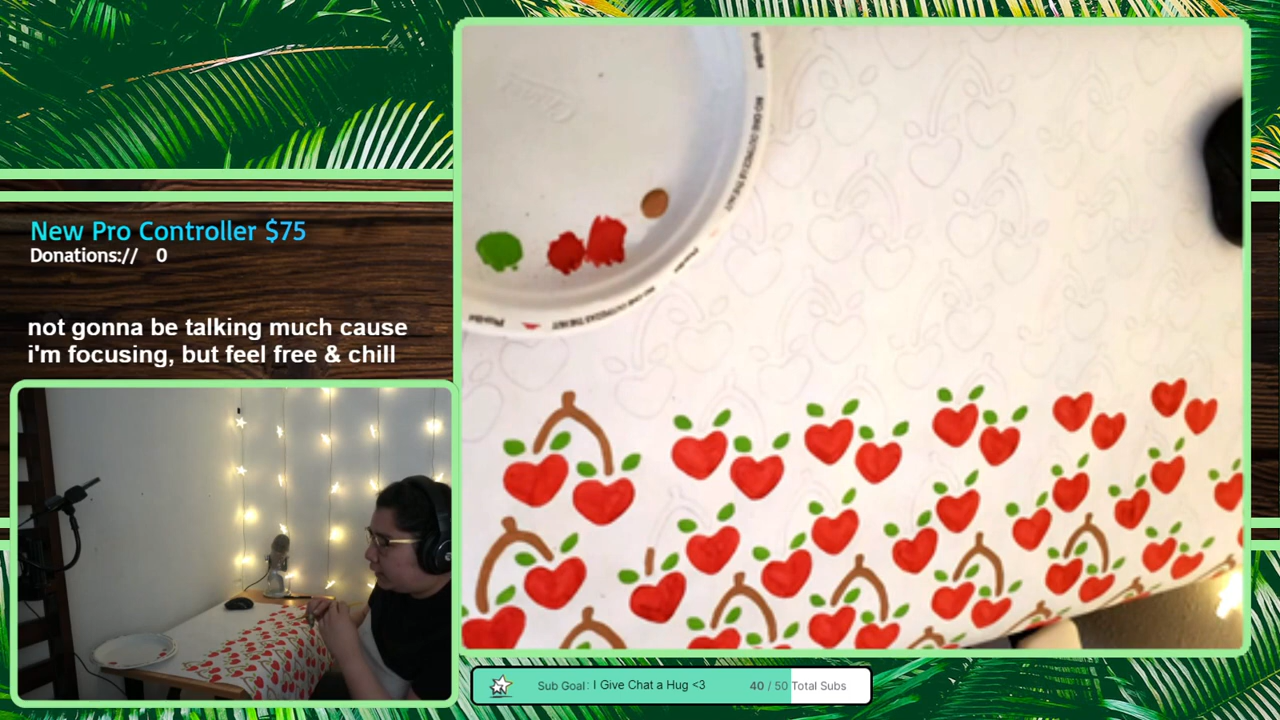 New Pro Controller $75
Donations:// 0
not gonna be talking much cause
i'm focusing, but feel free & chill
Sub Goal: I Give Chat a Hug <3 40 / 50 Total Subs